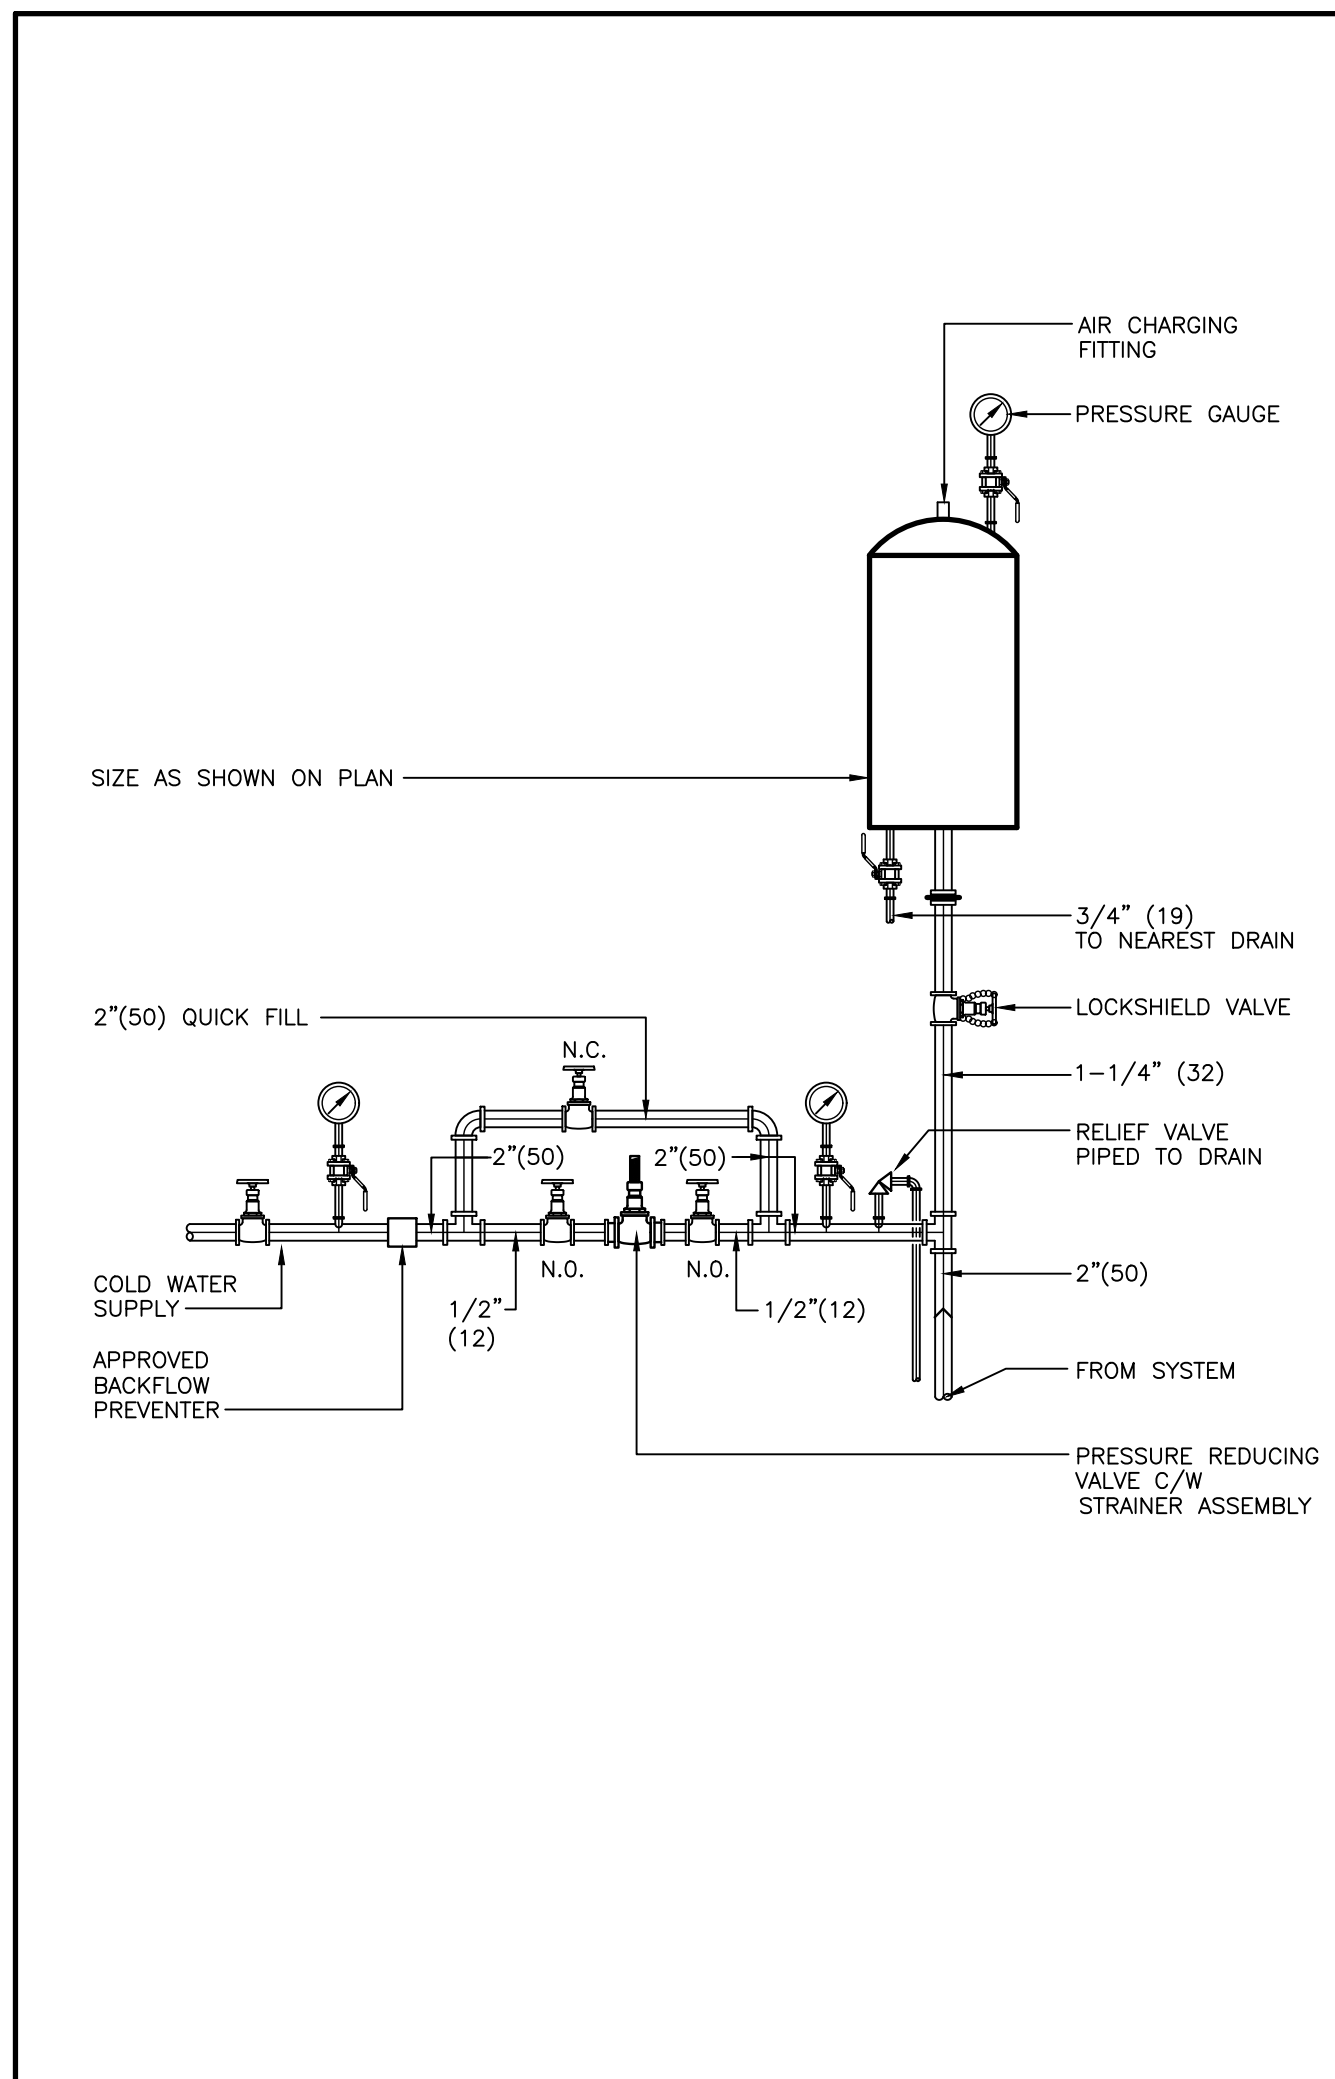 AIR CHARGING
FITTING
PRESSURE GAUGE
SIZE AS SHOWN ON PLAN
3/4" (19)
TO NEAREST DRAIN
LOCKSHIELD VALVE
2"(50) QUICK FILL
N.C.
1-1/4" (32)
RELIEF VALVE
PIPED TO DRAIN
2"(50)
2"(50)
N.O.
N.O.
2"(50)
COLD WATER
SUPPLY
1/2"
(12)
1/2"(12)
APPROVED
BACKFLOW
PREVENTER
FROM SYSTEM
PRESSURE REDUCING
VALVE C/W
STRAINER ASSEMBLY